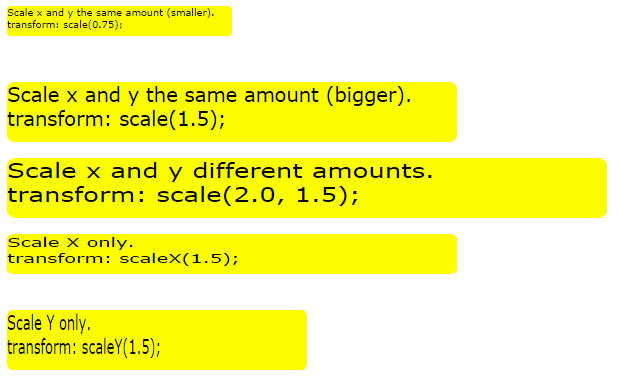 Scale x and y the same amount (smaller).
transform: scale(0.75);
Scale x and y the same amount (bigger).
transform: scale(1.5);
Scale x and y different amounts.
transform: scale(2.0, 1.5);
Scale X only.
transform: scaleX(1.5);
Scale Y only.
transform: scaleY(1.5);